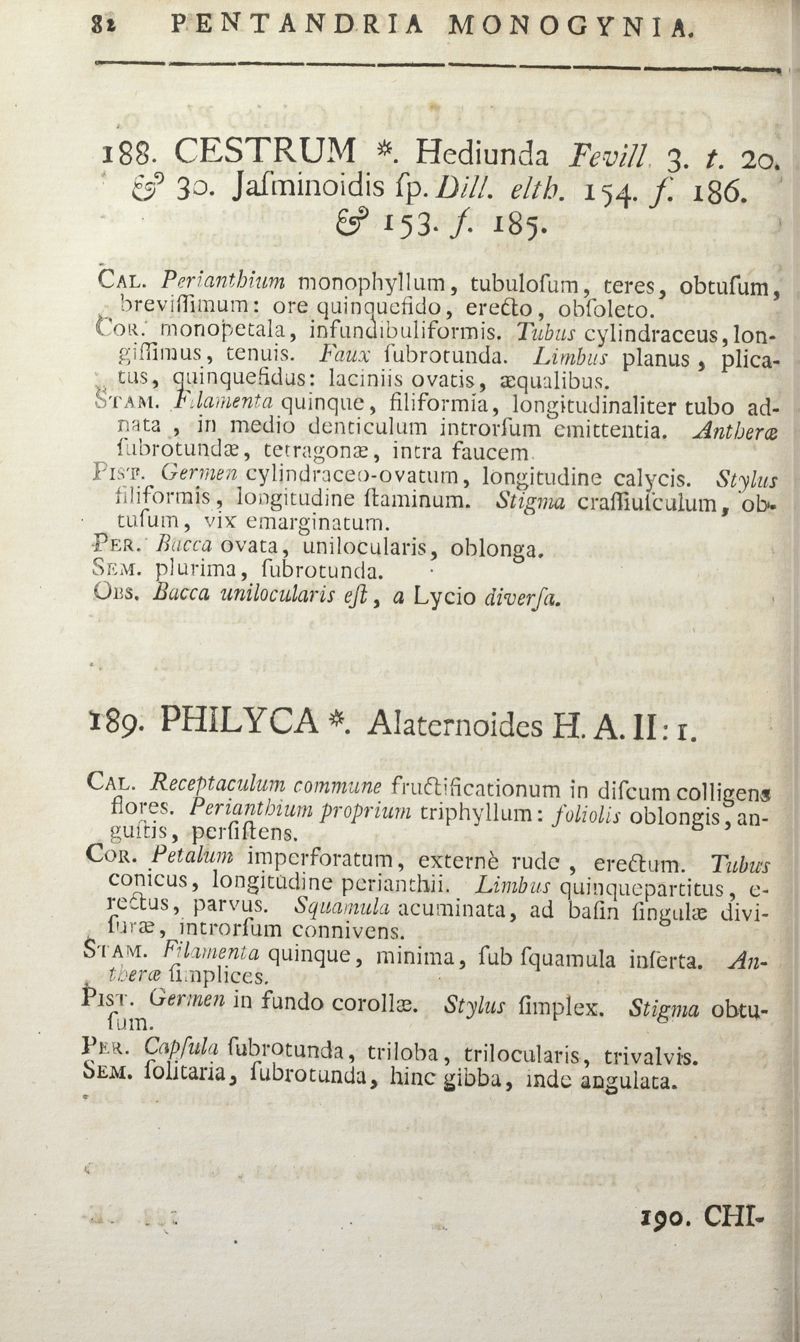 82 PENTANDRIA MONOGYNIA.
188. CESTRUM *. Hediunda Fevill. 3. t. 20.
& 30. Jaſminoidis ſp. Dill. elth. 154. f. 186.
& 153. f. 185.
CAL. Perianthium monophyllum, tubuloſum, teres, obtuſum,
breviſſimum: ore quinquefido, erecto, obſoleto.
COR. monopetala, infundibuliformis. Tubus cylindraceus, lon-
giſſimus, tenuis. Faux ſubrotunda. Limbus planus, plica-
tus, quinquefidus: laciniis ovatis, æqualibus.
STAM. Filamenta quinque, filiformia, longitudinaliter tubo ad-
nata, in medio denticulum introrſum emittentia. Antheræ
ſubrotundæ, tetragonæ, intra faucem.
PIST. Germen cylindraceo-ovatum, longitudine calycis. Stylus
filiformis, longitudine ſtaminum. Stigma craſſiuſculum, ob-
tuſum, vix emarginatum.
PER. Bacca ovata, unilocularis, oblonga.
SEM. plurima, ſubrotunda.
OBS. Bacca unilocularis eſt, a Lycio diverſa.
189. PHILYCA *. Alaternoides H. A. II: 1.
CAL. Receptaculum commune fructificationum in diſcum colligens
flores. Perianthium proprium triphyllum: foliolis oblongis, an-
guſtis, perſiſtens.
COR. Petalum imperforatum, externè rude, erectum. Tubus
conicus, longitudine perianthii. Limbus quinquepartitus, e-
rectus, parvus. Squamula acuminata, ad baſin ſingulæ divi-
ſuræ, introrſum connivens.
STAM. Filamenta quinque, minima, ſub ſquamula inſerta. An-
theræ ſimplices.
PIST. Germen in fundo corollæ. Stylus ſimplex. Stigma obtu-
ſum.
PER. Capſula ſubrotunda, triloba, trilocularis, trivalvis.
SEM. ſolitaria, ſubrotunda, hinc gibba, inde angulata.
190. CHI-